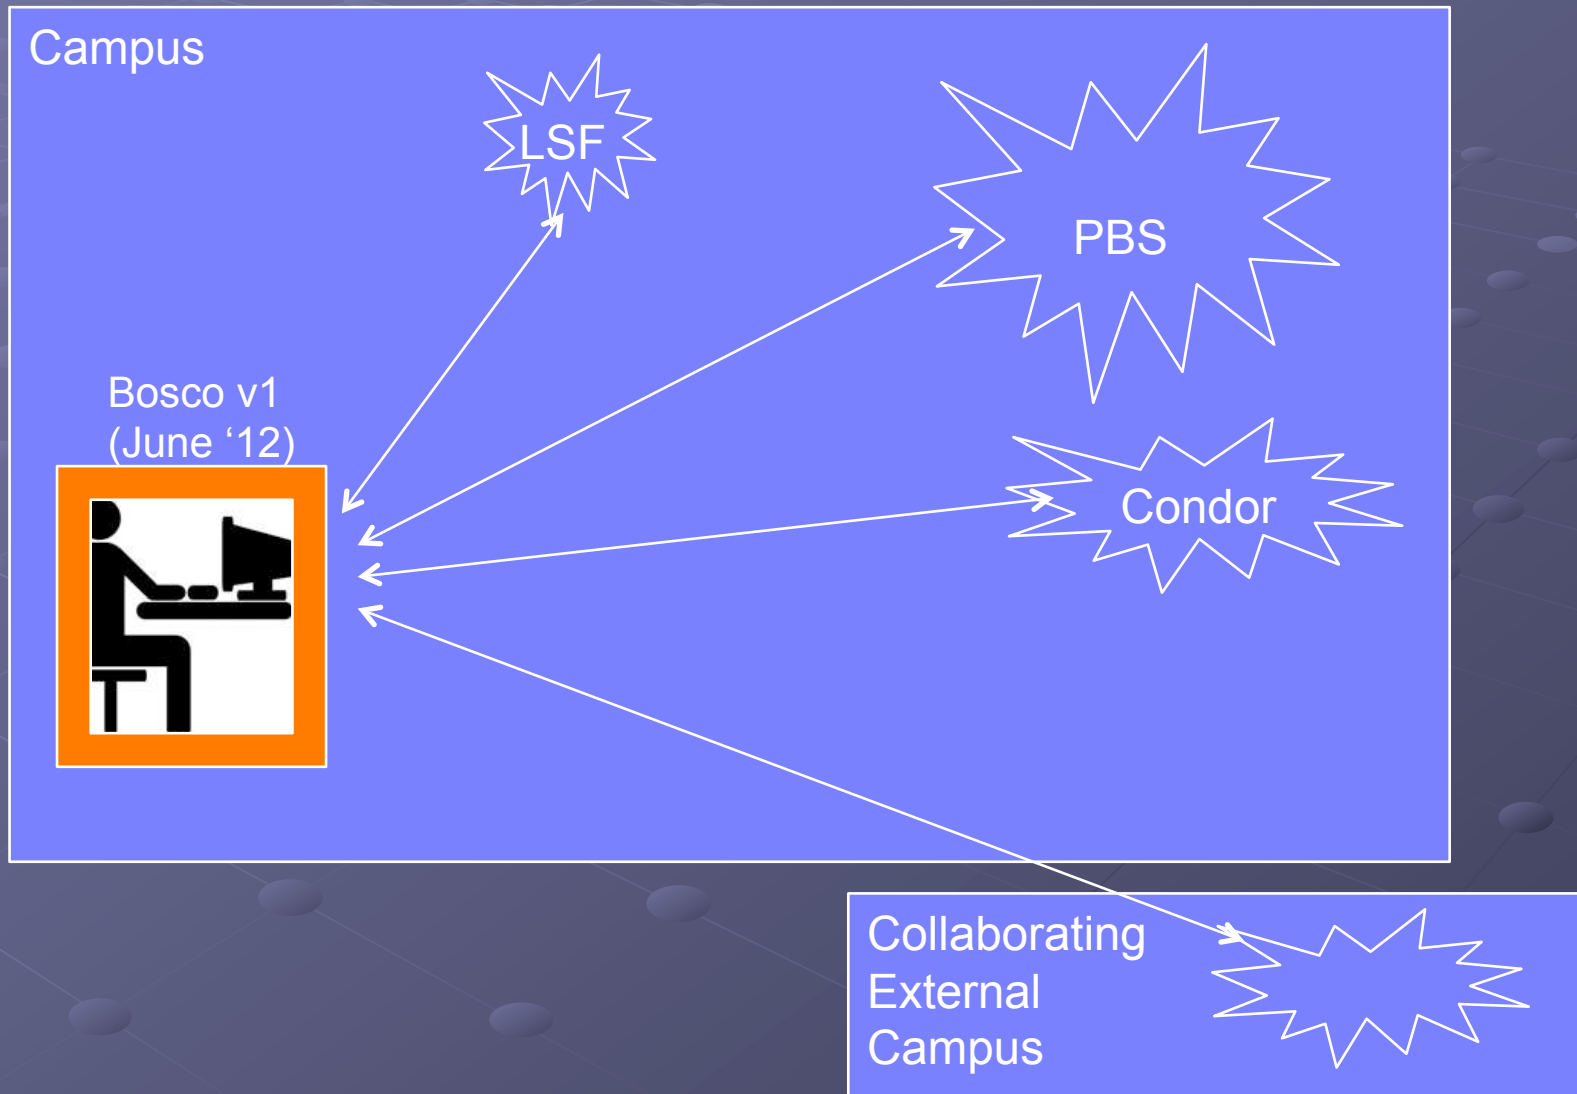 Campus
LSF
PBS
Bosco v1
(June ‘12)
Condor
Collaborating
External
Campus